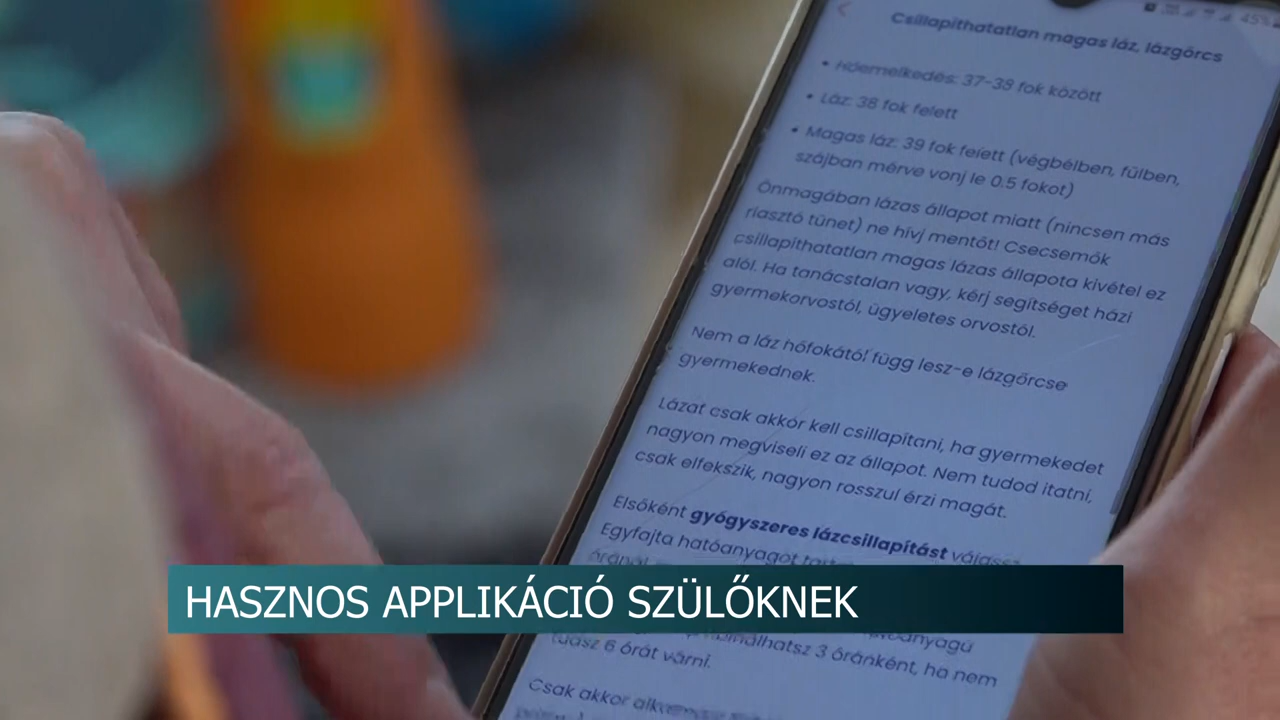 45%
Csillapíthatatlan magas láz, lázgörcs
• Hőemelkedés: 37-38 fok között
• Láz: 38 fok felett
• Magas láz: 39 fok felett (végbélben, fülben,
szájban mérve vonj le 0.5 fokot)
Önmagában lázas állapot miatt (nincsen más
riasztó tünet) ne hívj mentőt! Csecsemők
csillapíthatatlan magas lázas állapota kivétel ez
alól. Ha tanácstalan vagy, kérj segítséget házi
gyermekorvostól, ügyeletes orvostól.
Nem a láz hőfokától függ lesz-e lázgörcse
gyermekednek.
Lázat csak akkor kell csillapítani, ha gyermekedet
nagyon megviseli ez az állapot. Nem tudod itatni,
csak elfekszik, nagyon rosszul érzi magát.
Elsőként gyógyszeres lázcsillapítást
Egyfajta hatóanyagot
HASZNOS APPLIKÁCIÓ SZÜLŐKNEK
3 óránként, ha nem
tudsz 6 órát várni.
Csak akkor